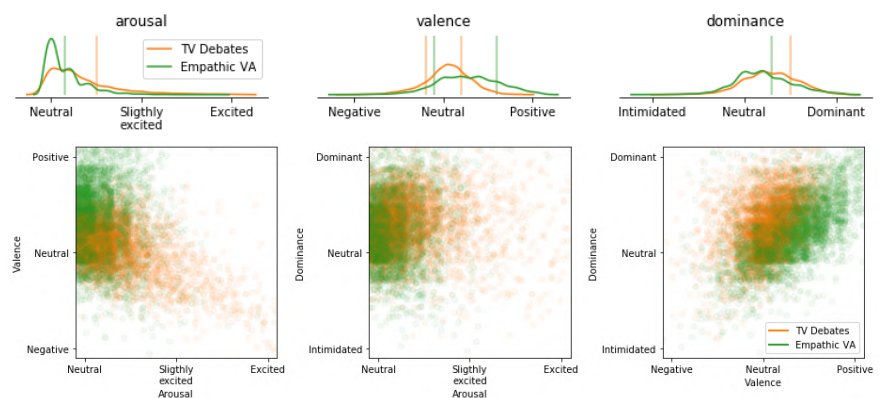 arousal
TV Debates
Empathic VA
Neutral
Sligthly
excited
Excited
valence
Negative
Neutral
Positive
dominance
Intimidated
Neutral
Dominant
Positive
Neutral
Negative
Valence
Neutral
Sligthly
excited
Excited
Arousal
Dominant
Neutral
Intimidated
Dominance
Neutral
Sligthly
excited
Excited
Arousal
Dominant
Neutral
Intimidated
Dominance
TV Debates
Empathic VA
Negative
Neutral
Positive
Valence